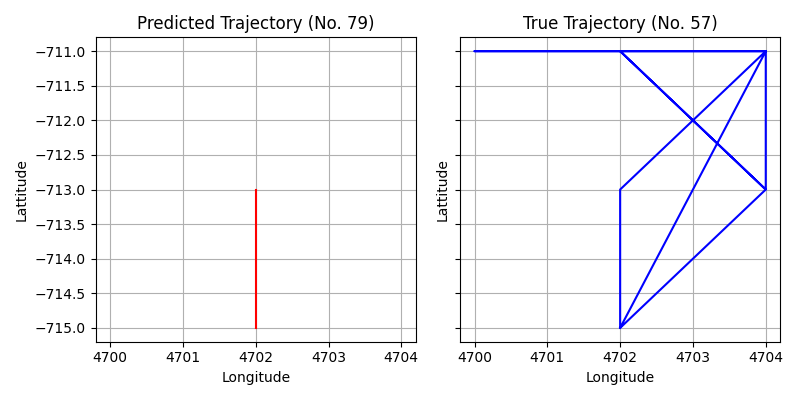 Predicted Trajectory (No. 79)
−711.0
−711.5
−712.0
−712.5
−713.0
−713.5
−714.0
−714.5
−715.0
Lattitude
4700 4701 4702 4703 4704
Longitude
True Trajectory (No. 57)
Lattitude
4700 4701 4702 4703 4704
Longitude